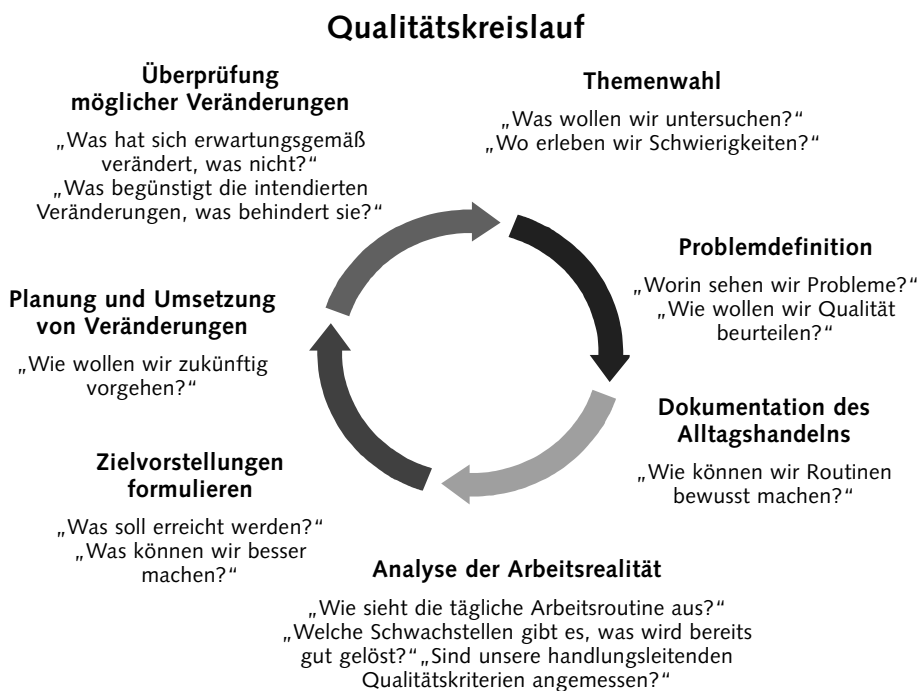 Qualitätskreislauf
Überprüfung
möglicher Veränderungen
„Was hat sich erwartungsgemäß
verändert, was nicht?“
„Was begünstigt die intendierten
Veränderungen, was behindert sie?“
Themenwahl
„Was wollen wir untersuchen?“
„Wo erleben wir Schwierigkeiten?“
Problemdefinition
„Worin sehen wir Probleme?“
„Wie wollen wir Qualität
beurteilen?“
Dokumentation des
Alltagshandelns
„Wie können wir Routinen
bewusst machen?“
Analyse der Arbeitsrealität
„Wie sieht die tägliche Arbeitsroutine aus?“
„Welche Schwachstellen gibt es, was wird bereits
gut gelöst?“ „Sind unsere handlungsleitenden
Qualitätskriterien angemessen?“
Zielvorstellungen
formulieren
„Was soll erreicht werden?“
„Was können wir besser
machen?“
Planung und Umsetzung
von Veränderungen
„Wie wollen wir zukünftig
vorgehen?“